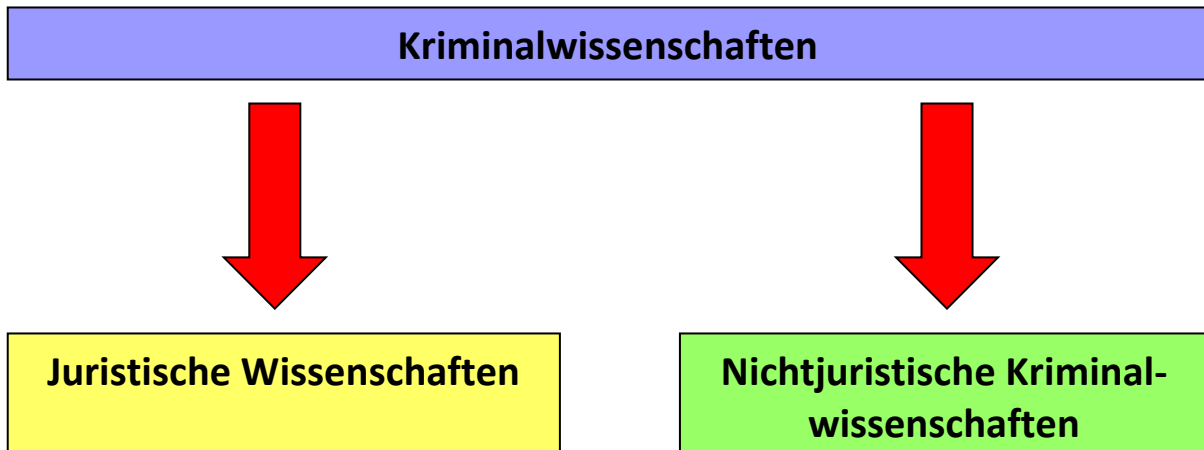 Kriminalwissenschaften
Juristische Wissenschaften
Nichtjuristische Kriminal-
wissenschaften